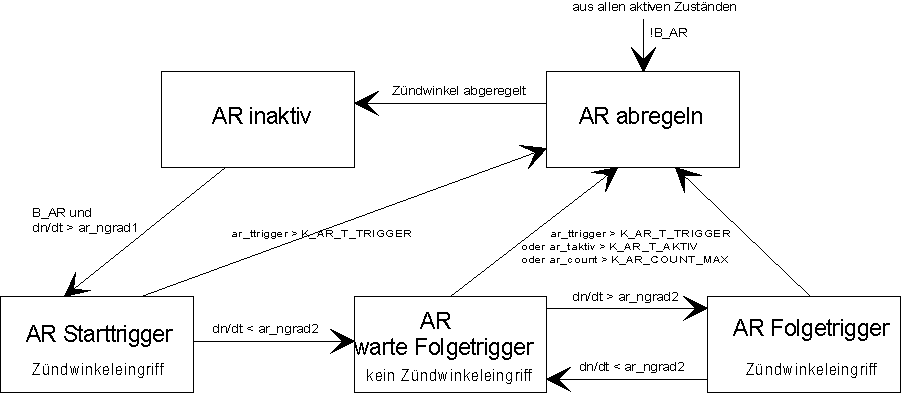 aus allen aktiven Zuständen
!B_AR
Zündwinkel abgeregelt
AR inaktiv
AR abregeln
B_AR und
dn/dt > ar_ngrad1
ar_ttrigger > K_AR_T_TRIGGER
ar_ttrigger > K_AR_T_TRIGGER
oder ar_taktiv > K_AR_T_AKTIV
oder ar_count > K_AR_COUNT_MAX
AR Starttrigger
Zündwinkeleingriff
dn/dt < ar_ngrad2
AR
warte Folgetrigger
kein Zündwinkeleingriff
dn/dt > ar_ngrad2
dn/dt < ar_ngrad2
AR Folgetrigger
Zündwinkeleingriff